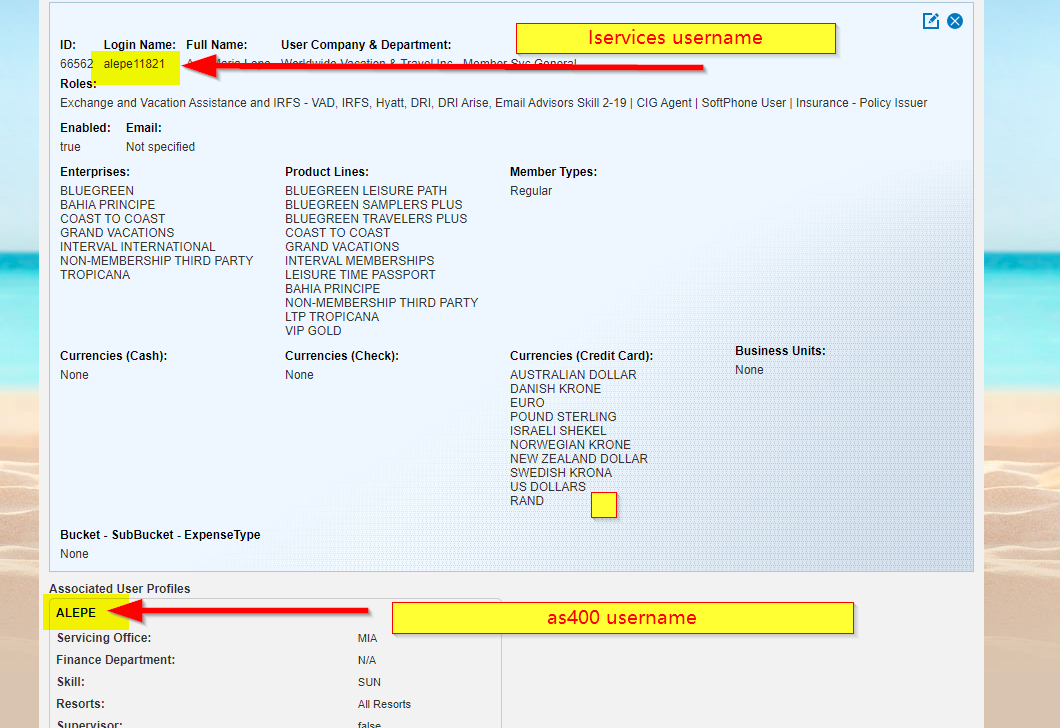 Iservices username
ID: Login Name: Full Name: User Company & Department:
66562 alepe11821 Worldwide Vacation & Travel Inc - Member Svc General
Roles:
Exchange and Vacation Assistance and IRFS - VAD, IRFS, Hyatt, DRI, DRI Arise, Email Advisors Skill 2-19 | CIG Agent | SoftPhone User | Insurance - Policy Issuer
Enabled: Email:
true Not specified
Enterprises:
BLUEGREEN
BAHIA PRINCIPE
COAST TO COAST
GRAND VACATIONS
INTERVAL INTERNATIONAL
NON-MEMBERSHIP THIRD PARTY
TROPICANA
Product Lines:
BLUEGREEN LEISURE PATH
BLUEGREEN SAMPLERS PLUS
BLUEGREEN TRAVELERS PLUS
COAST TO COAST
GRAND VACATIONS
INTERVAL MEMBERSHIPS
LEISURE TIME PASSPORT
BAHIA PRINCIPE
NON-MEMBERSHIP THIRD PARTY
LTP TROPICANA
VIP GOLD
Member Types:
Regular
Currencies (Cash):
None
Currencies (Check):
None
Currencies (Credit Card):
AUSTRALIAN DOLLAR
DANISH KRONE
EURO
POUND STERLING
ISRAELI SHEKEL
NORWEGIAN KRONE
NEW ZEALAND DOLLAR
SWEDISH KRONA
US DOLLARS
RAND
Business Units:
None
Bucket - SubBucket - ExpenseType
None
Associated User Profiles
ALEPE
as400 username
Servicing Office: MIA
Finance Department: N/A
Skill: SUN
Resorts: All Resorts
Supervisor: false